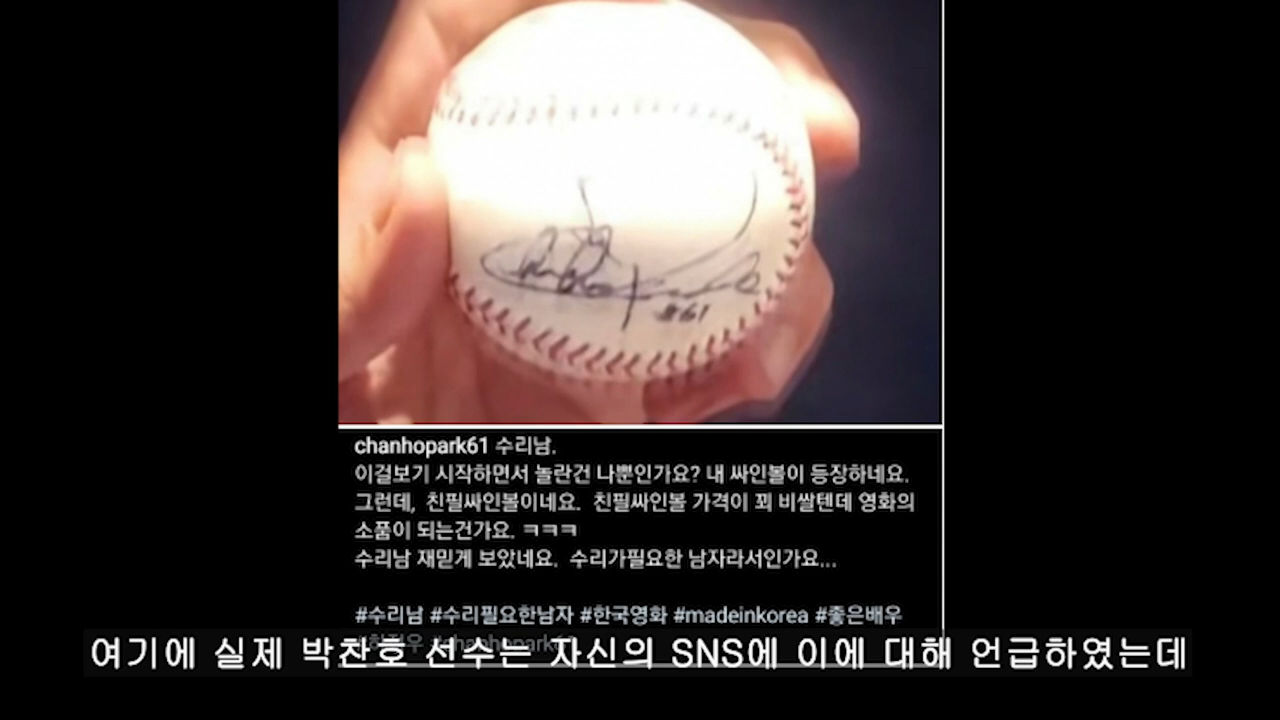 #61
chanhopark61 수리남.
이걸보기 시작하면서 놀란건 나뿐인가요? 내 싸인볼이 등장하네요.
그런데, 친필싸인볼이네요. 친필싸인볼 가격이 꾀 비쌀텐데 영화의
소품이 되는건가요. ㅋㅋㅋ
수리남 재믿게 보았네요. 수리가필요한 남자라서인가요...
#수리남 #수리필요한남자 #한국영화 #madeinkorea #좋은배우
#하정우 #chanhopark61
여기에 실제 박찬호 선수는 자신의 SNS에 이에 대해 언급하였는데